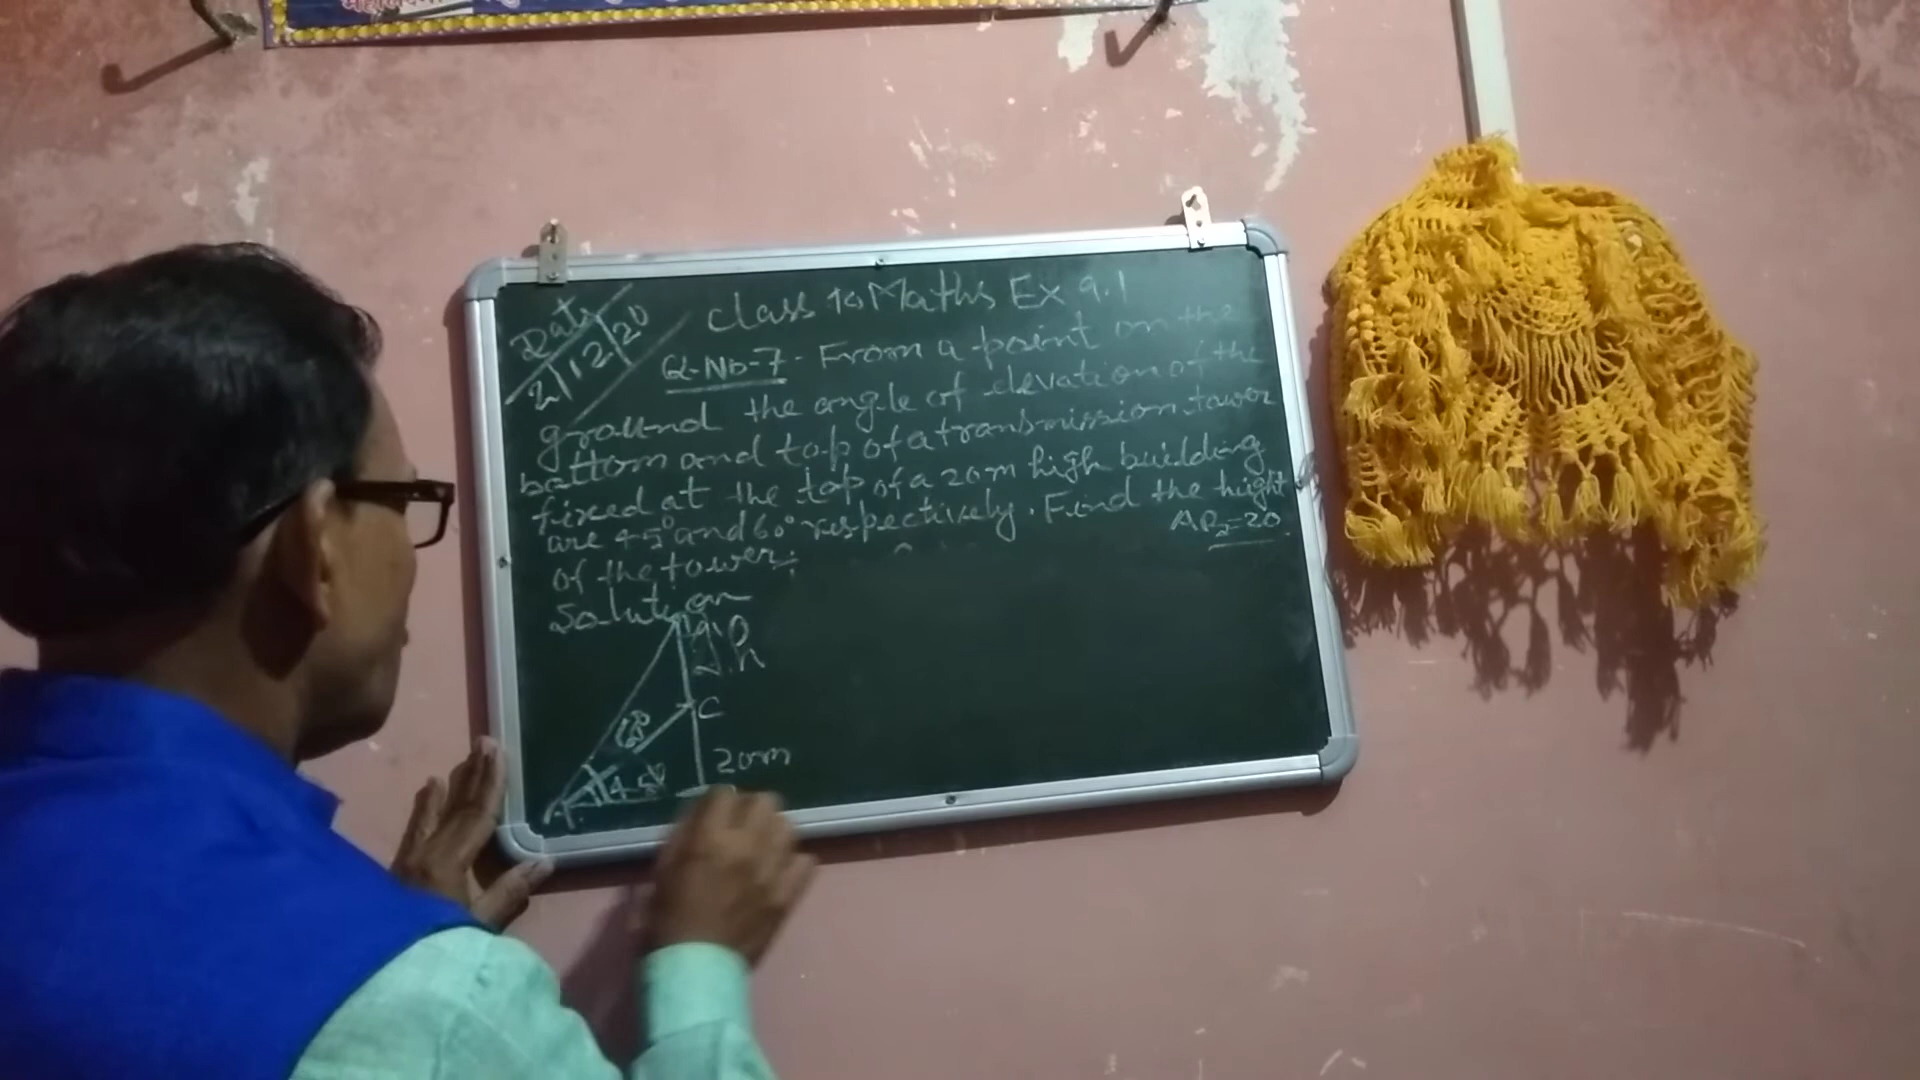 Date
2/12/20
Class 10 Maths Ex 9.1
Q-No-7- From a point on the
ground the angle of elevation of the
bottom and top of a transmission tower
fixed at the top of a 20m high building
are 45° and 60° respectively. Find the hight
of the tower:
AB=20
Solution
h
C
60
20m
45°